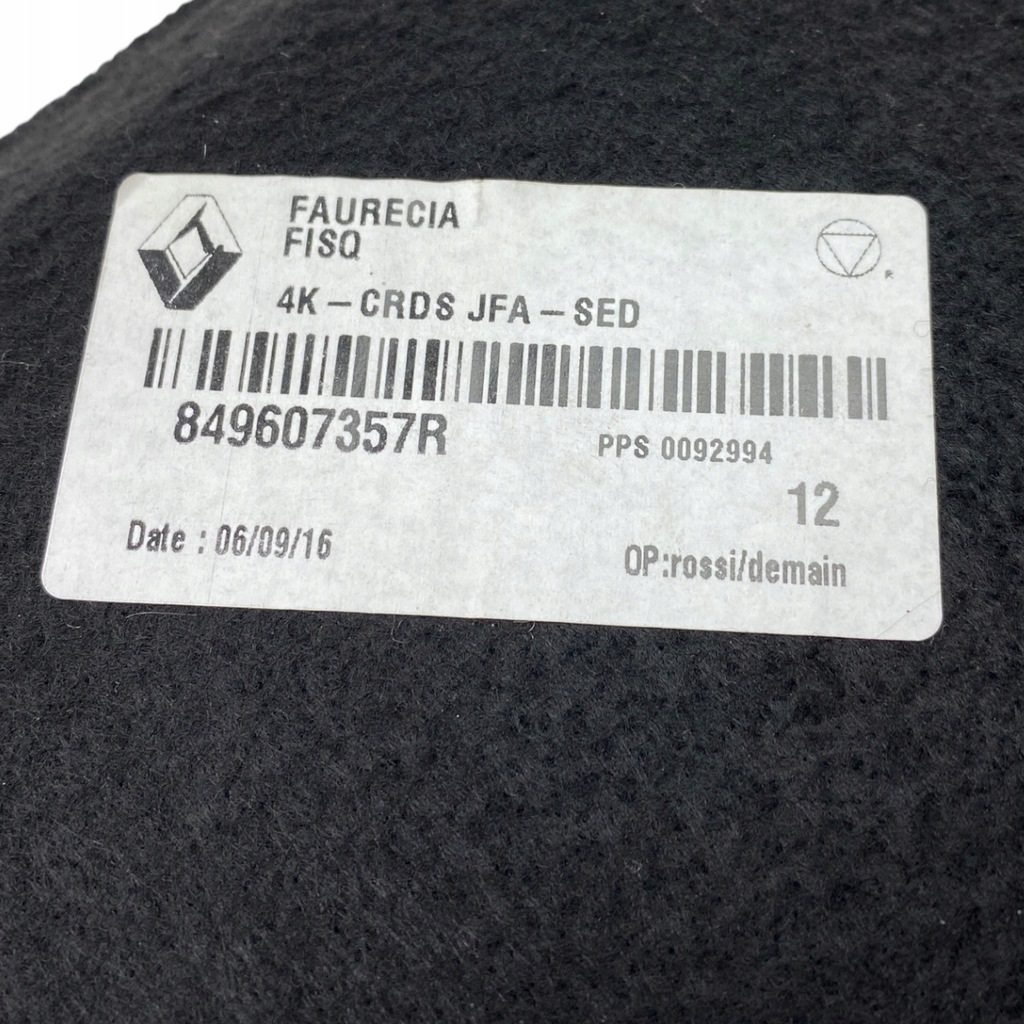 FAURECIA
FISQ
4K-CRDS JFA-SED
849607357R
PPS 0092994
12
Date : 06/09/16
OP:rossi/demain
R